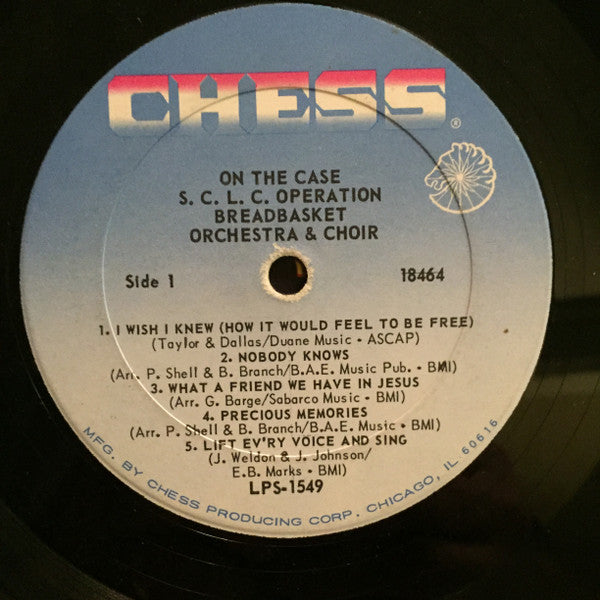 CHESS
®
ON THE CASE
S. C. L. C. OPERATION
BREADBASKET
ORCHESTRA & CHOIR
Side 1
18464
1. I WISH I KNEW (HOW IT WOULD FEEL TO BE FREE)
(Taylor & Dallas/Duane Music • ASCAP)
2. NOBODY KNOWS
(Arr. P. Shell & B. Branch/B.A.E. Music Pub. • BMI)
3. WHAT A FRIEND WE HAVE IN JESUS
(Arr. G. Barge/Sabarco Music • BMI)
4. PRECIOUS MEMORIES
(Arr. P. Shell & B. Branch/B.A.E. Music • BMI)
5. LIFT EV'RY VOICE AND SING
(J. Weldon & J. Johnson/
E.B. Marks • BMI)
LPS-1549
MFG. BY CHESS PRODUCING CORP. CHICAGO, IL 60616